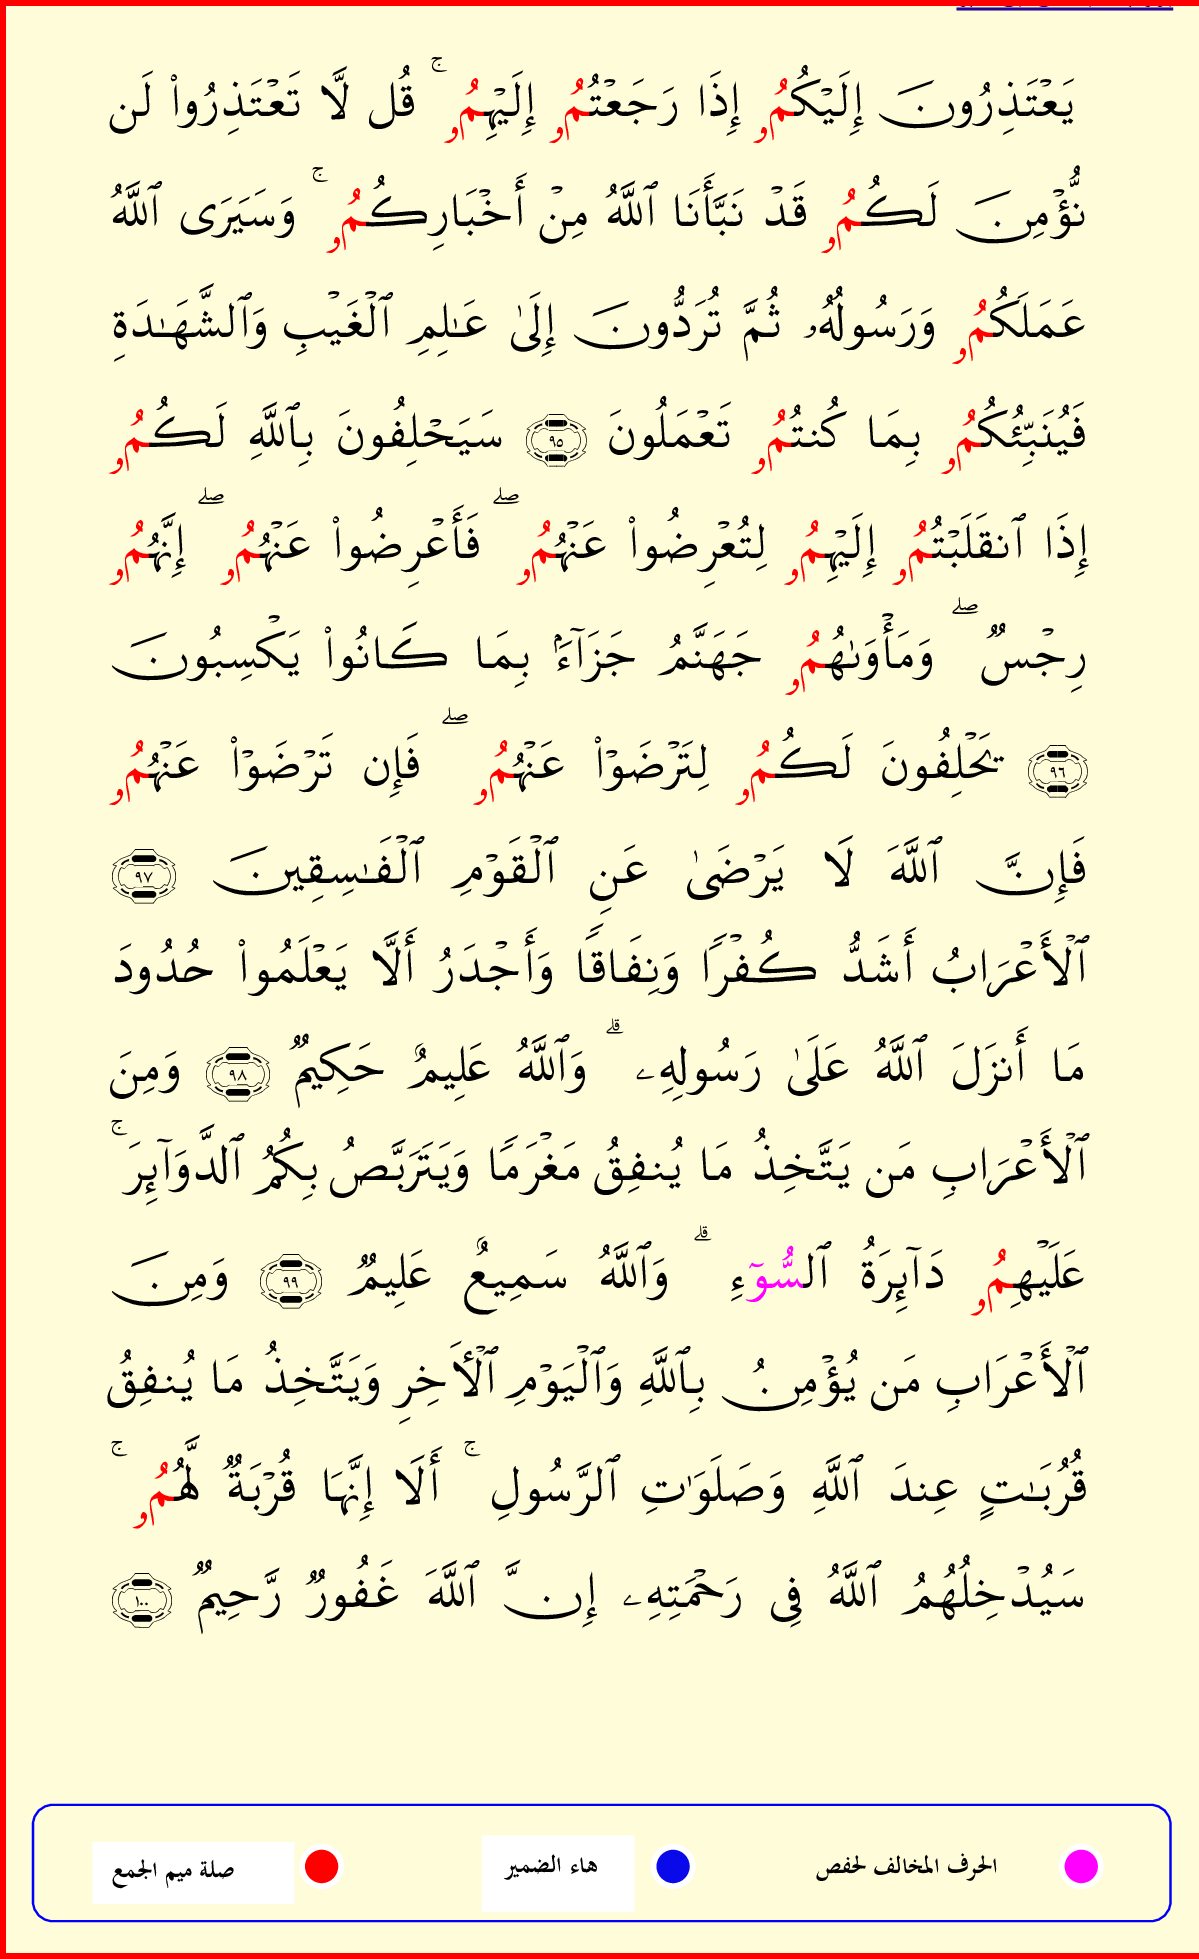 يَعْتَذِرُونَ إِلَيْكُمُۥ إِذَا رَجَعْتُمُۥ إِلَيْهِمُۥ ۚ قُل لَّا تَعْتَذِرُوا۟ لَن
نُّؤْمِنَ لَكُمُۥ قَدْ نَبَّأَنَا ٱللَّهُ مِنْ أَخْبَارِكُمُۥ ۚ وَسَيَرَى ٱللَّهُ
عَمَلَكُمُۥ وَرَسُولُهُۥ ثُمَّ تُرَدُّونَ إِلَىٰ عَـٰلِمِ ٱلْغَيْبِ وَٱلشَّهَـٰدَةِ
فَيُنَبِّئُكُمُۥ بِمَا كُنتُمُۥ تَعْمَلُونَ ٩٥ سَيَحْلِفُونَ بِٱللَّهِ لَكُمُۥ
إِذَا ٱنقَلَبْتُمُۥ إِلَيْهِمُۥ لِتُعْرِضُوا۟ عَنْهُمُۥ ۖ فَأَعْرِضُوا۟ عَنْهُمُۥ ۖ إِنَّهُمُۥ
رِجْسٌ ۖ وَمَأْوَىٰهُمُۥ جَهَنَّمُ جَزَآءًۢ بِمَا كَانُوا۟ يَكْسِبُونَ
٩٦ يَحْلِفُونَ لَكُمُۥ لِتَرْضَوْا۟ عَنْهُمُۥ ۖ فَإِن تَرْضَوْا۟ عَنْهُمُۥ
فَإِنَّ ٱللَّهَ لَا يَرْضَىٰ عَنِ ٱلْقَوْمِ ٱلْفَـٰسِقِينَ ٩٧
ٱلْأَعْرَابُ أَشَدُّ كُفْرًا وَنِفَاقًا وَأَجْدَرُ أَلَّا يَعْلَمُوا۟ حُدُودَ
مَا أَنزَلَ ٱللَّهُ عَلَىٰ رَسُولِهِۦ ۗ وَٱللَّهُ عَلِيمٌ حَكِيمٌ ٩٨ وَمِنَ
ٱلْأَعْرَابِ مَن يَتَّخِذُ مَا يُنفِقُ مَغْرَمًا وَيَتَرَبَّصُ بِكُمُ ٱلدَّوَآئِرَ ۚ
عَلَيْهِمُۥ دَآئِرَةُ ٱلسُّوٓءِ ۗ وَٱللَّهُ سَمِيعٌ عَلِيمٌ ٩٩ وَمِنَ
ٱلْأَعْرَابِ مَن يُؤْمِنُ بِٱللَّهِ وَٱلْيَوْمِ ٱلْـَٔاخِرِ وَيَتَّخِذُ مَا يُنفِقُ
قُرُبَـٰتٍ عِندَ ٱللَّهِ وَصَلَوَٰتِ ٱلرَّسُولِ ۚ أَلَا إِنَّهَا قُرْبَةٌ لَّهُمُۥ ۚ
سَيُدْخِلُهُمُ ٱللَّهُ فِى رَحْمَتِهِۦ إِنَّ ٱللَّهَ غَفُورٌ رَّحِيمٌ ١٠٠
الحرف المخالف لحفص هاء الضمير صلة ميم الجمع